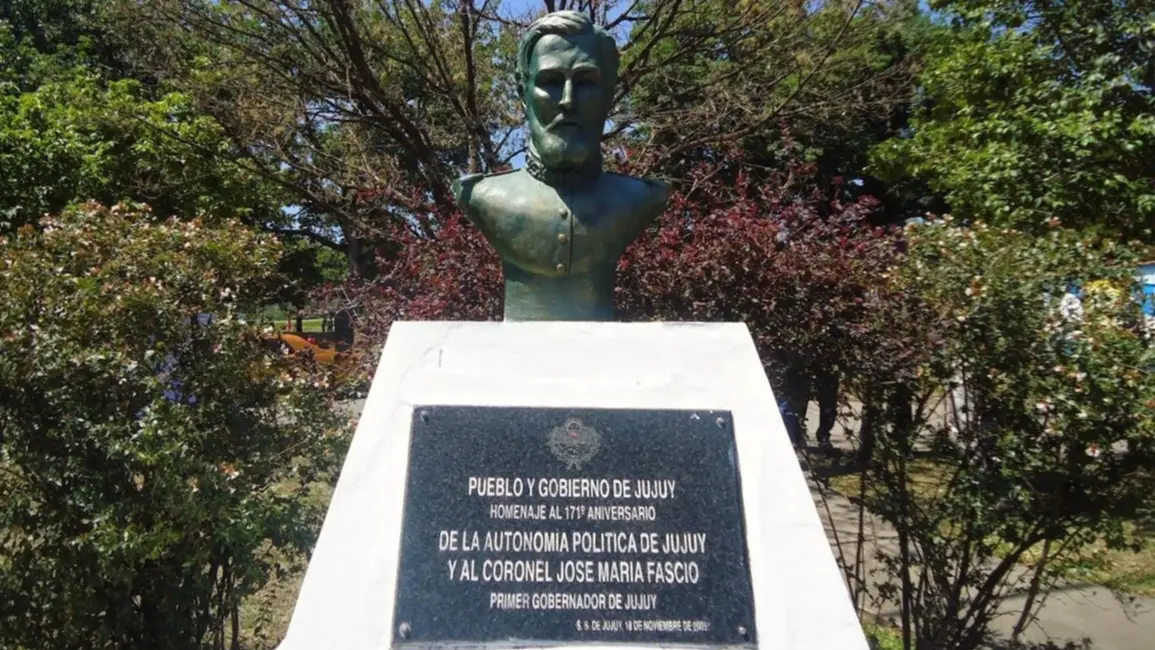 PUEBLO Y GOBIERNO DE JUJUY
HOMENAJE AL 171º ANIVERSARIO
DE LA AUTONOMIA POLITICA DE JUJUY
Y AL CORONEL JOSE MARIA FASCIO
PRIMER GOBERNADOR DE JUJUY
S. S. DE JUJUY, 18 DE NOVIEMBRE DE 2005